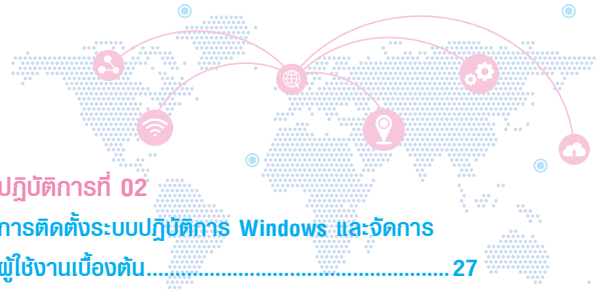 ปฏิบัติการที่ 02
การติดตั้งระบบปฏิบัติการ Windows และจัดการ
ผู้ใช้งานเบื้องต้น........................................................27